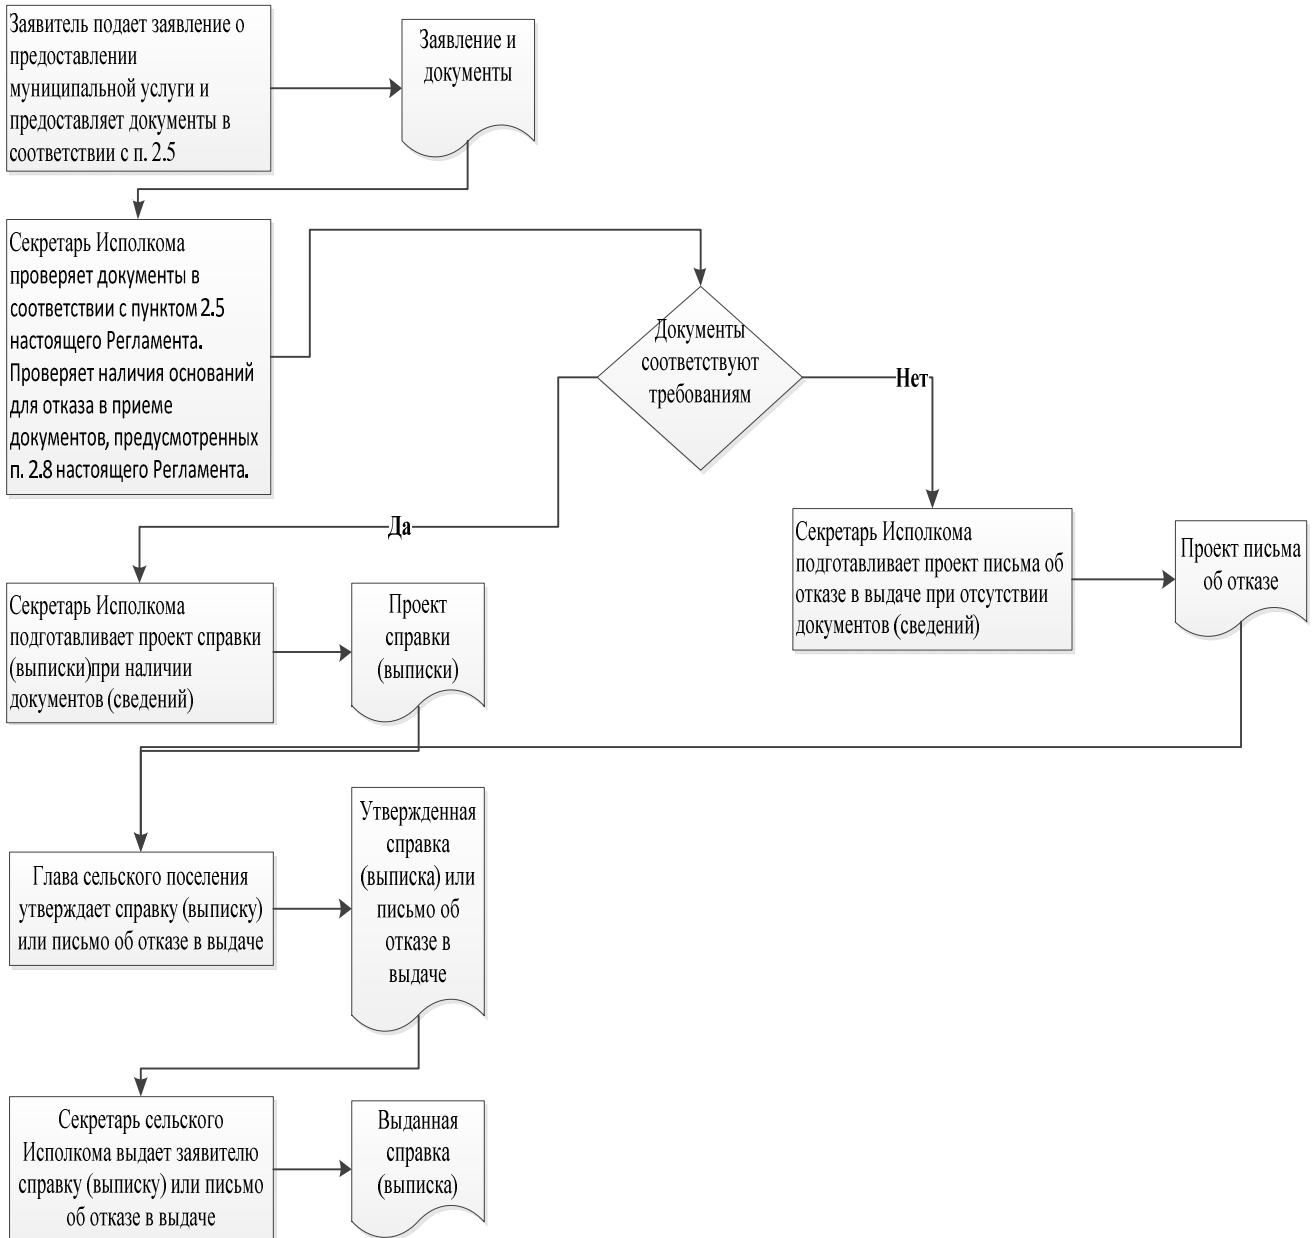 Заявитель подает заявление о
предоставлении
муниципальной услуги и
предоставляет документы в
соответствии с п. 2.5
Заявление и
документы
Секретарь Исполкома
проверяет документы в
соответствии с пунктом 2.5
настоящего Регламента.
Проверяет наличия оснований
для отказа в приеме
документов, предусмотренных
п. 2.8 настоящего Регламента.
Документы
соответствуют
требованиям
Нет
Да
Секретарь Исполкома
подготавливает проект письма об
отказе в выдаче при отсутствии
документов (сведений)
Проект письма
об отказе
Секретарь Исполкома
подготавливает проект справки
(выписки)при наличии
документов (сведений)
Проект
справки
(выписки)
Глава сельского поселения
утверждает справку (выписку)
или письмо об отказе в выдаче
Утвержденная
справка
(выписка) или
письмо об
отказе в
выдаче
Секретарь сельского
Исполкома выдает заявителю
справку (выписку) или письмо
об отказе в выдаче
Выданная
справка
(выписка)